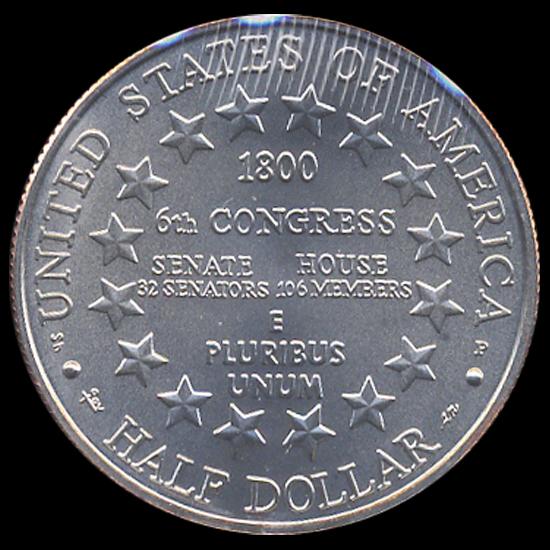 UNITED STATES OF AMERICA
1800
6th CONGRESS
SENATE HOUSE
32 SENATORS 106 MEMBERS
E
PLURIBUS
UNUM
HALF DOLLAR